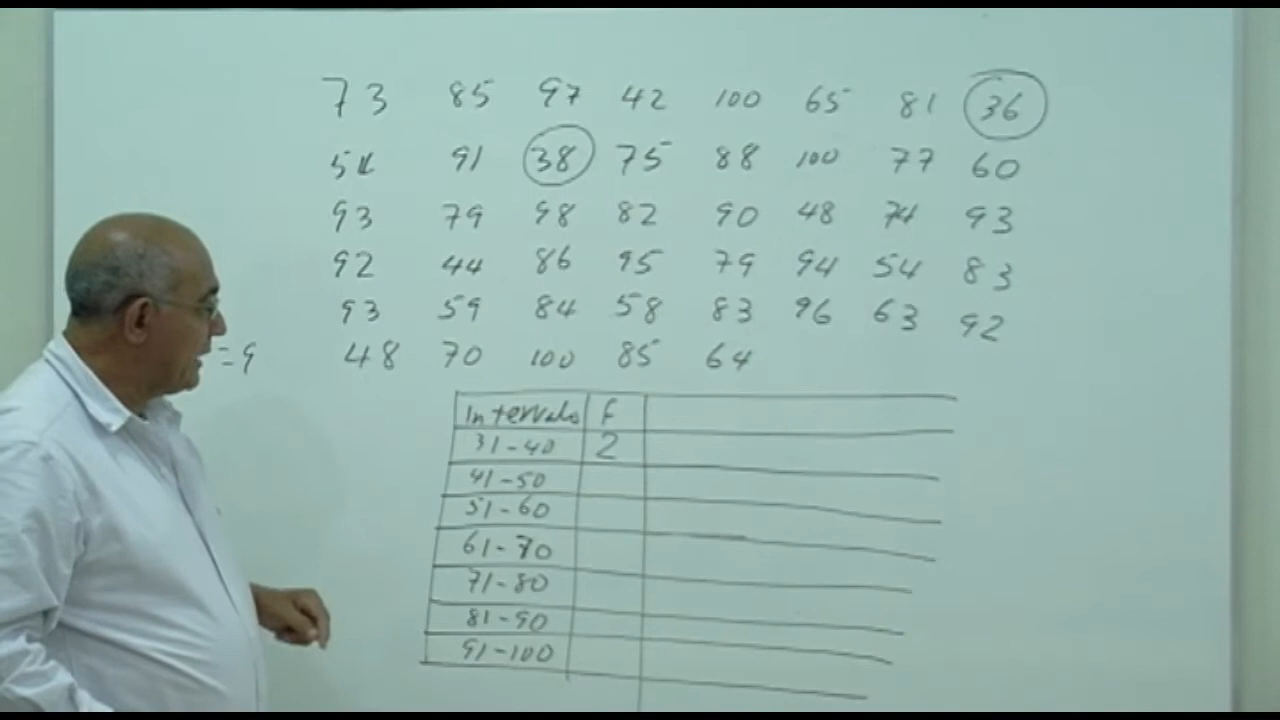 73 85 97 42 100 65 81 36
91 38 75 88 100 77 60
93 79 98 82 90 48 74 93
92 44 86 95 79 94 54 83
93 59 84 58 83 96 63 92
=9 48 70 100 85 64
Intervals f
31-40 2
41-50
51-60
61-70
71-80
81-90
91-100